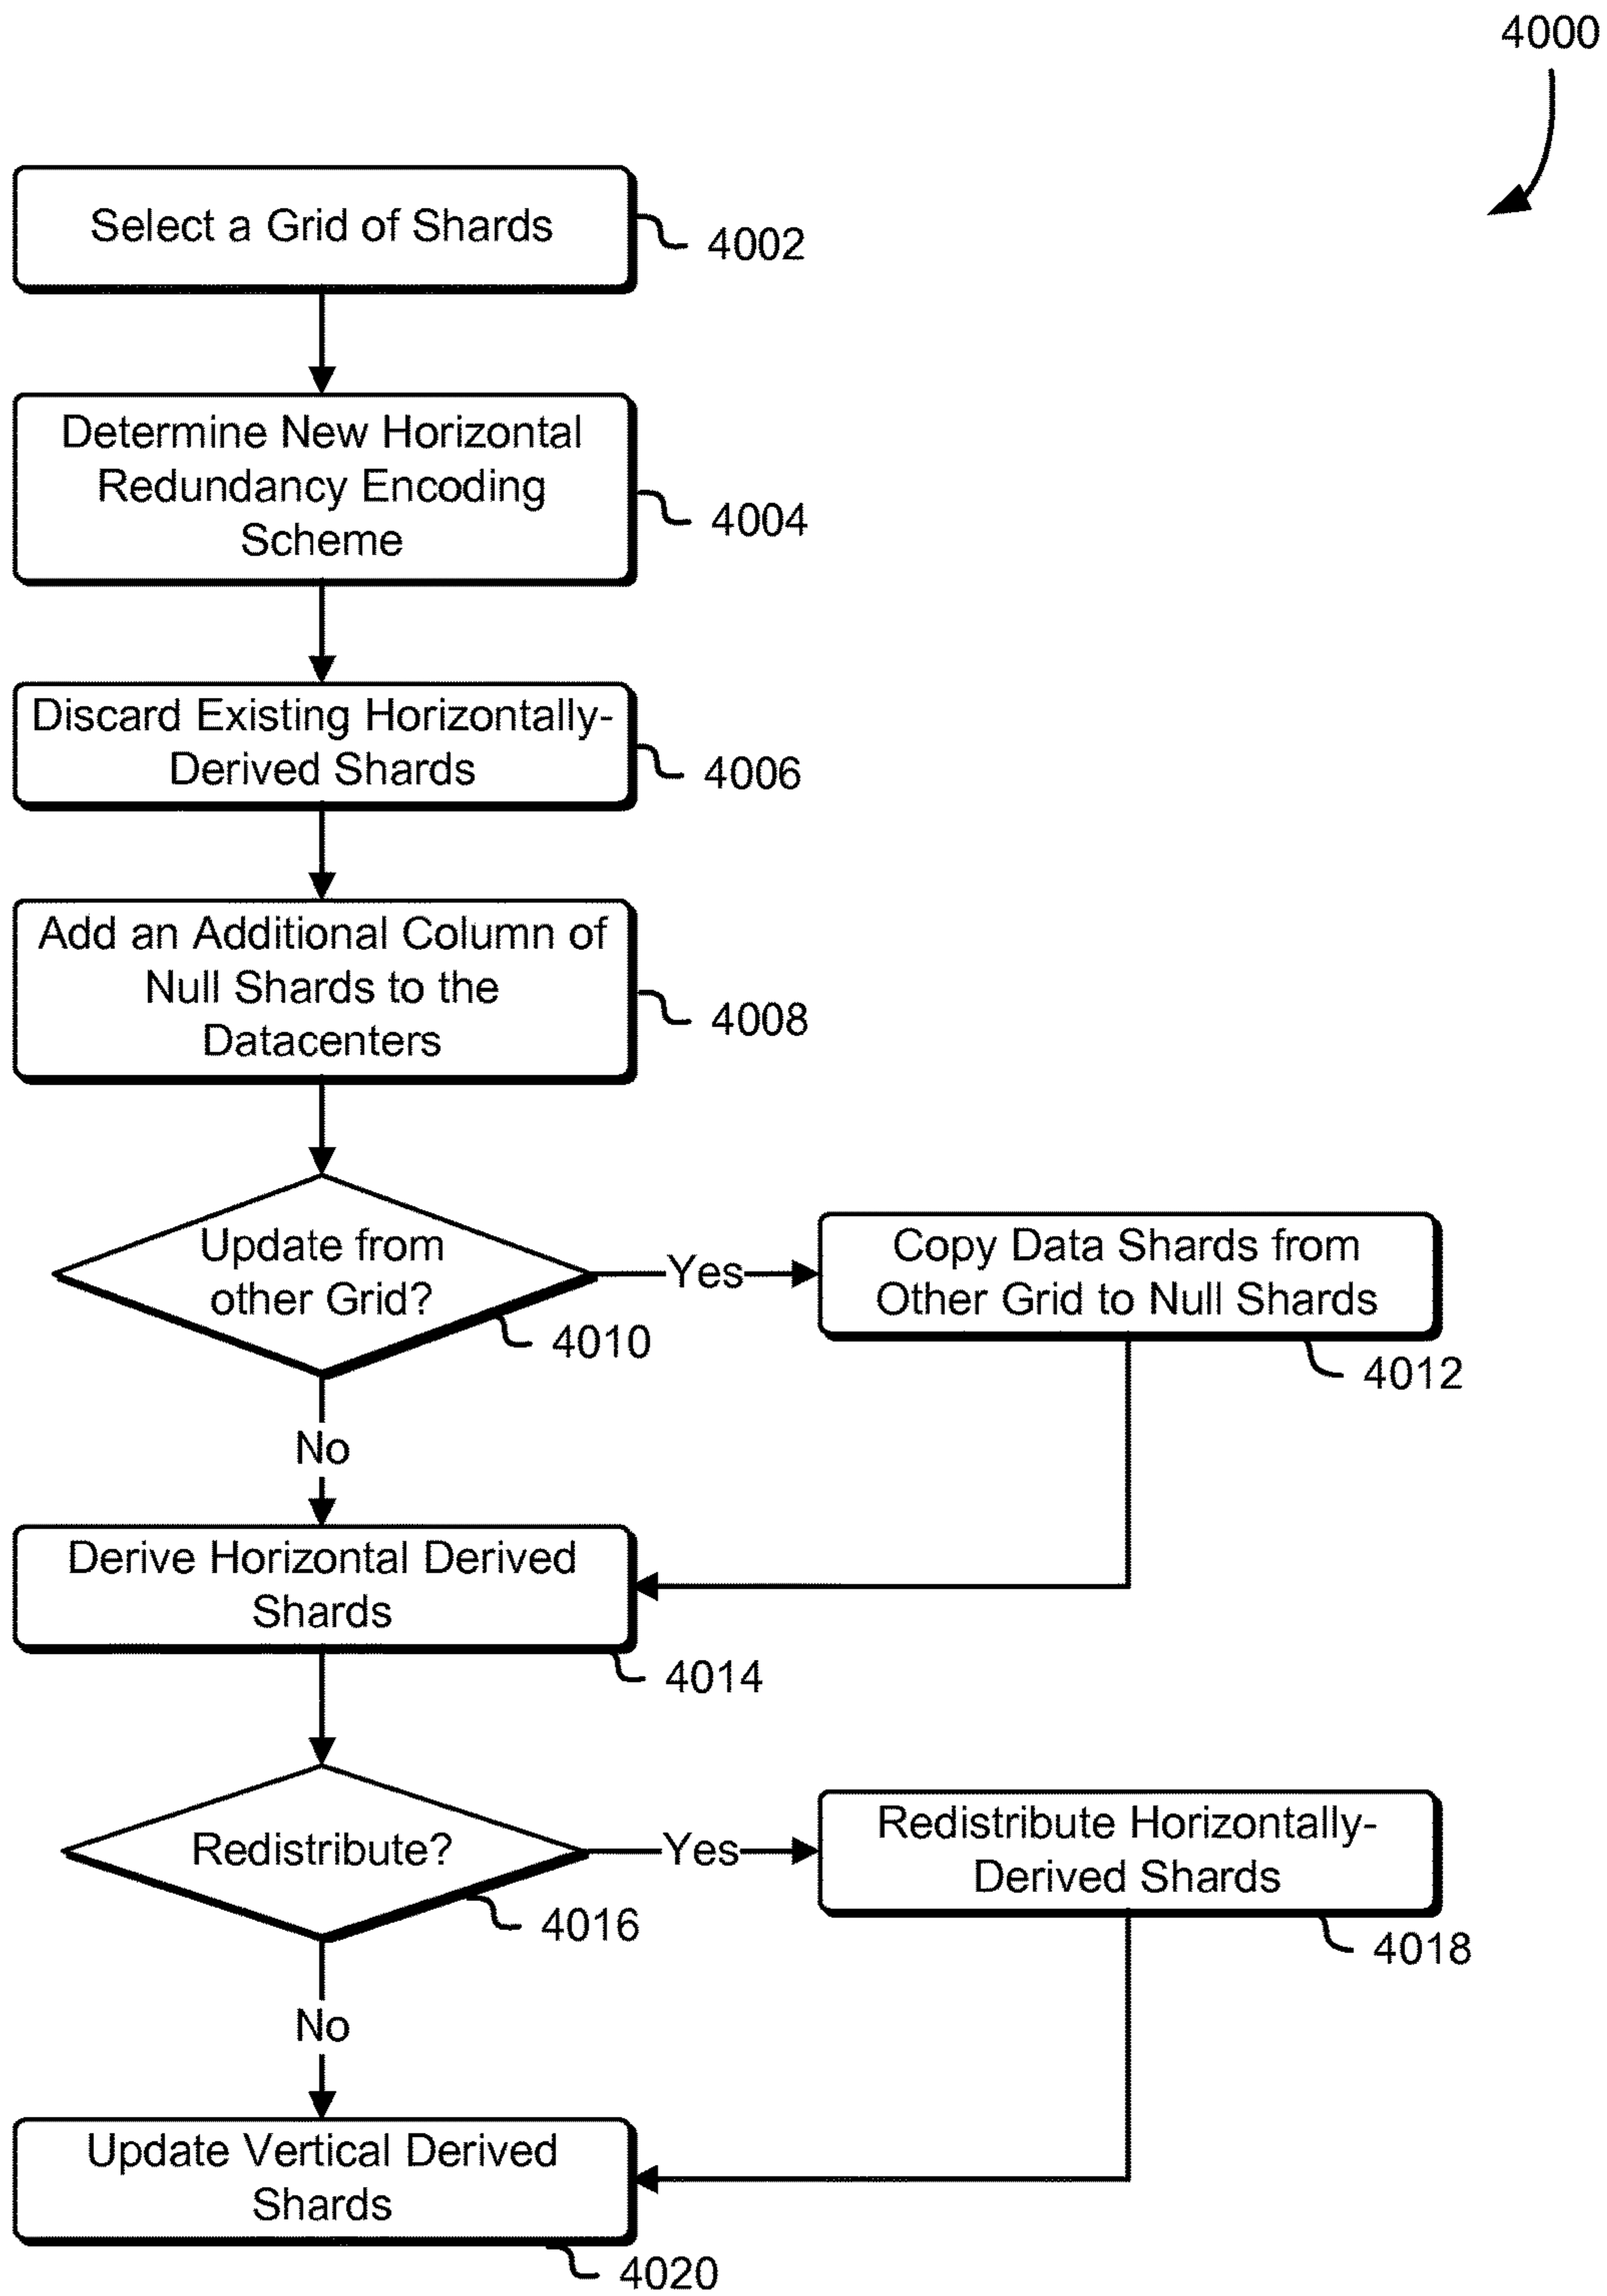 4000
Select a Grid of Shards
4002
Determine New Horizontal
Redundancy Encoding
Scheme
4004
Discard Existing Horizontally-
Derived Shards
4006
Add an Additional Column of
Null Shards to the
Datacenters
4008
Update from
other Grid?
4010
Yes
Copy Data Shards from
Other Grid to Null Shards
4012
No
Derive Horizontal Derived
Shards
4014
Redistribute?
4016
Yes
Redistribute Horizontally-
Derived Shards
4018
No
Update Vertical Derived
Shards
4020